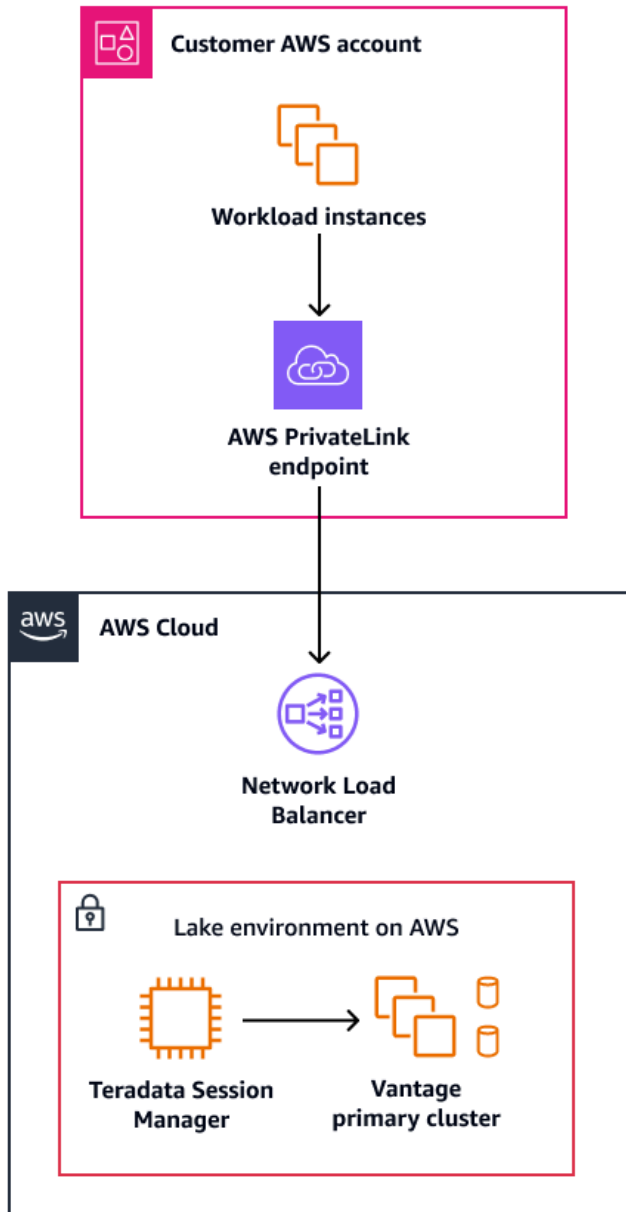 Customer AWS account
Workload instances
AWS PrivateLink
endpoint
aws
AWS Cloud
Network Load
Balancer
Lake environment on AWS
Teradata Session
Manager
Vantage
primary cluster